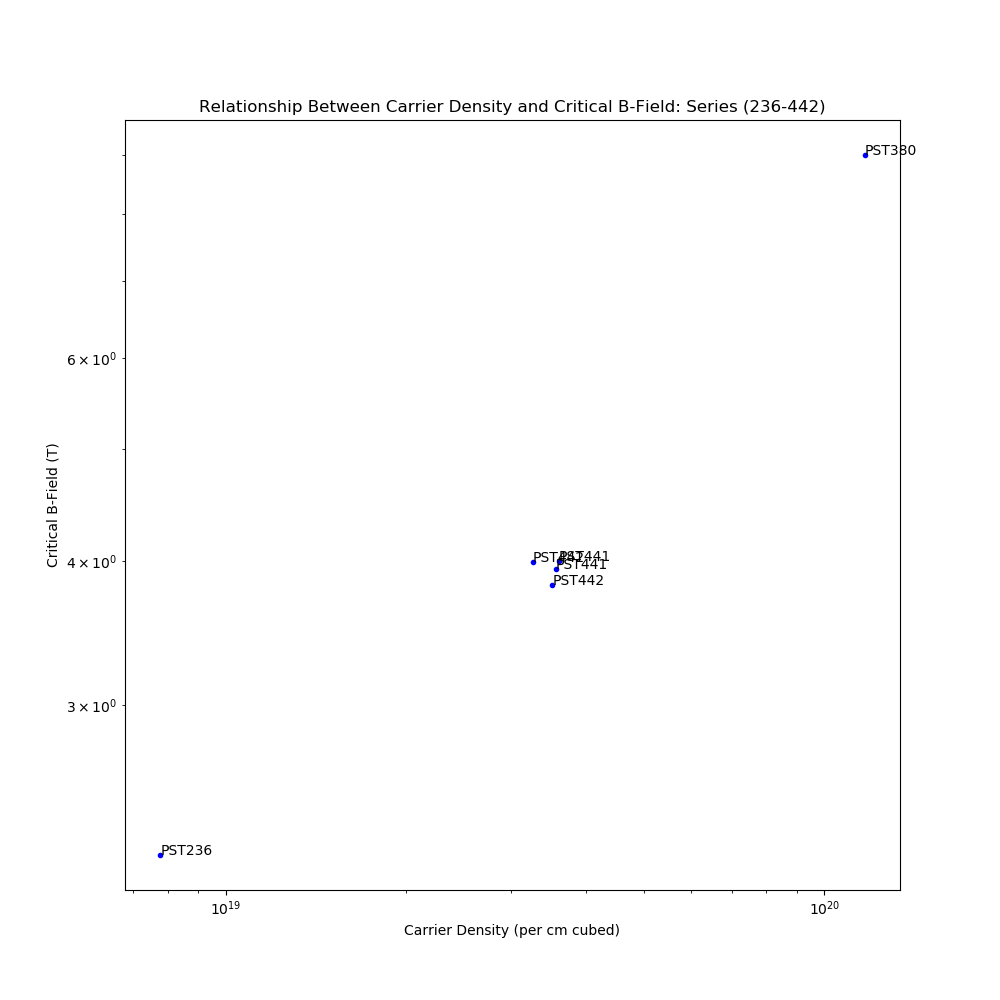 Relationship Between Carrier Density and Critical B-Field: Series (236-442)
PST380
6 × 10⁰
Critical B-Field (T)
4 × 10⁰
PST441
PST441
PST442
3 × 10⁰
PST236
10¹⁹
10²⁰
Carrier Density (per cm cubed)